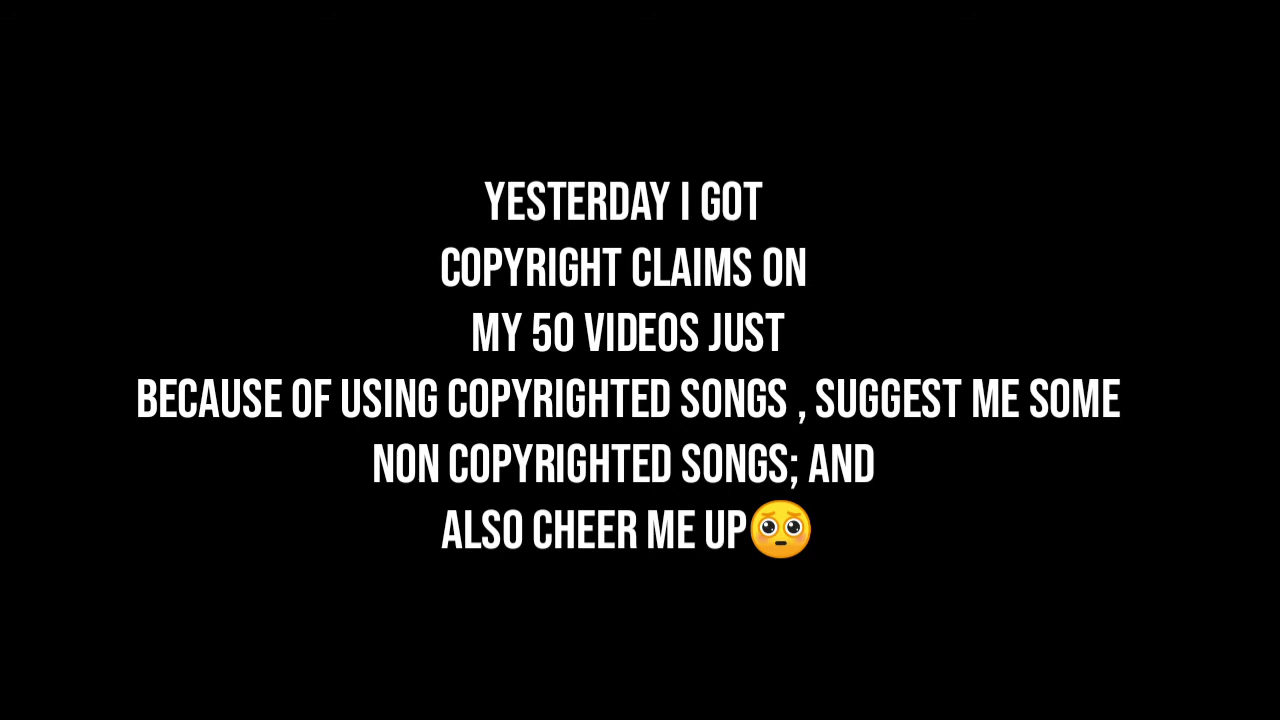 YESTERDAY I GOT
COPYRIGHT CLAIMS ON
MY 50 VIDEOS JUST
BECAUSE OF USING COPYRIGHTED SONGS , SUGGEST ME SOME
NON COPYRIGHTED SONGS; AND
ALSO CHEER ME UP🥺